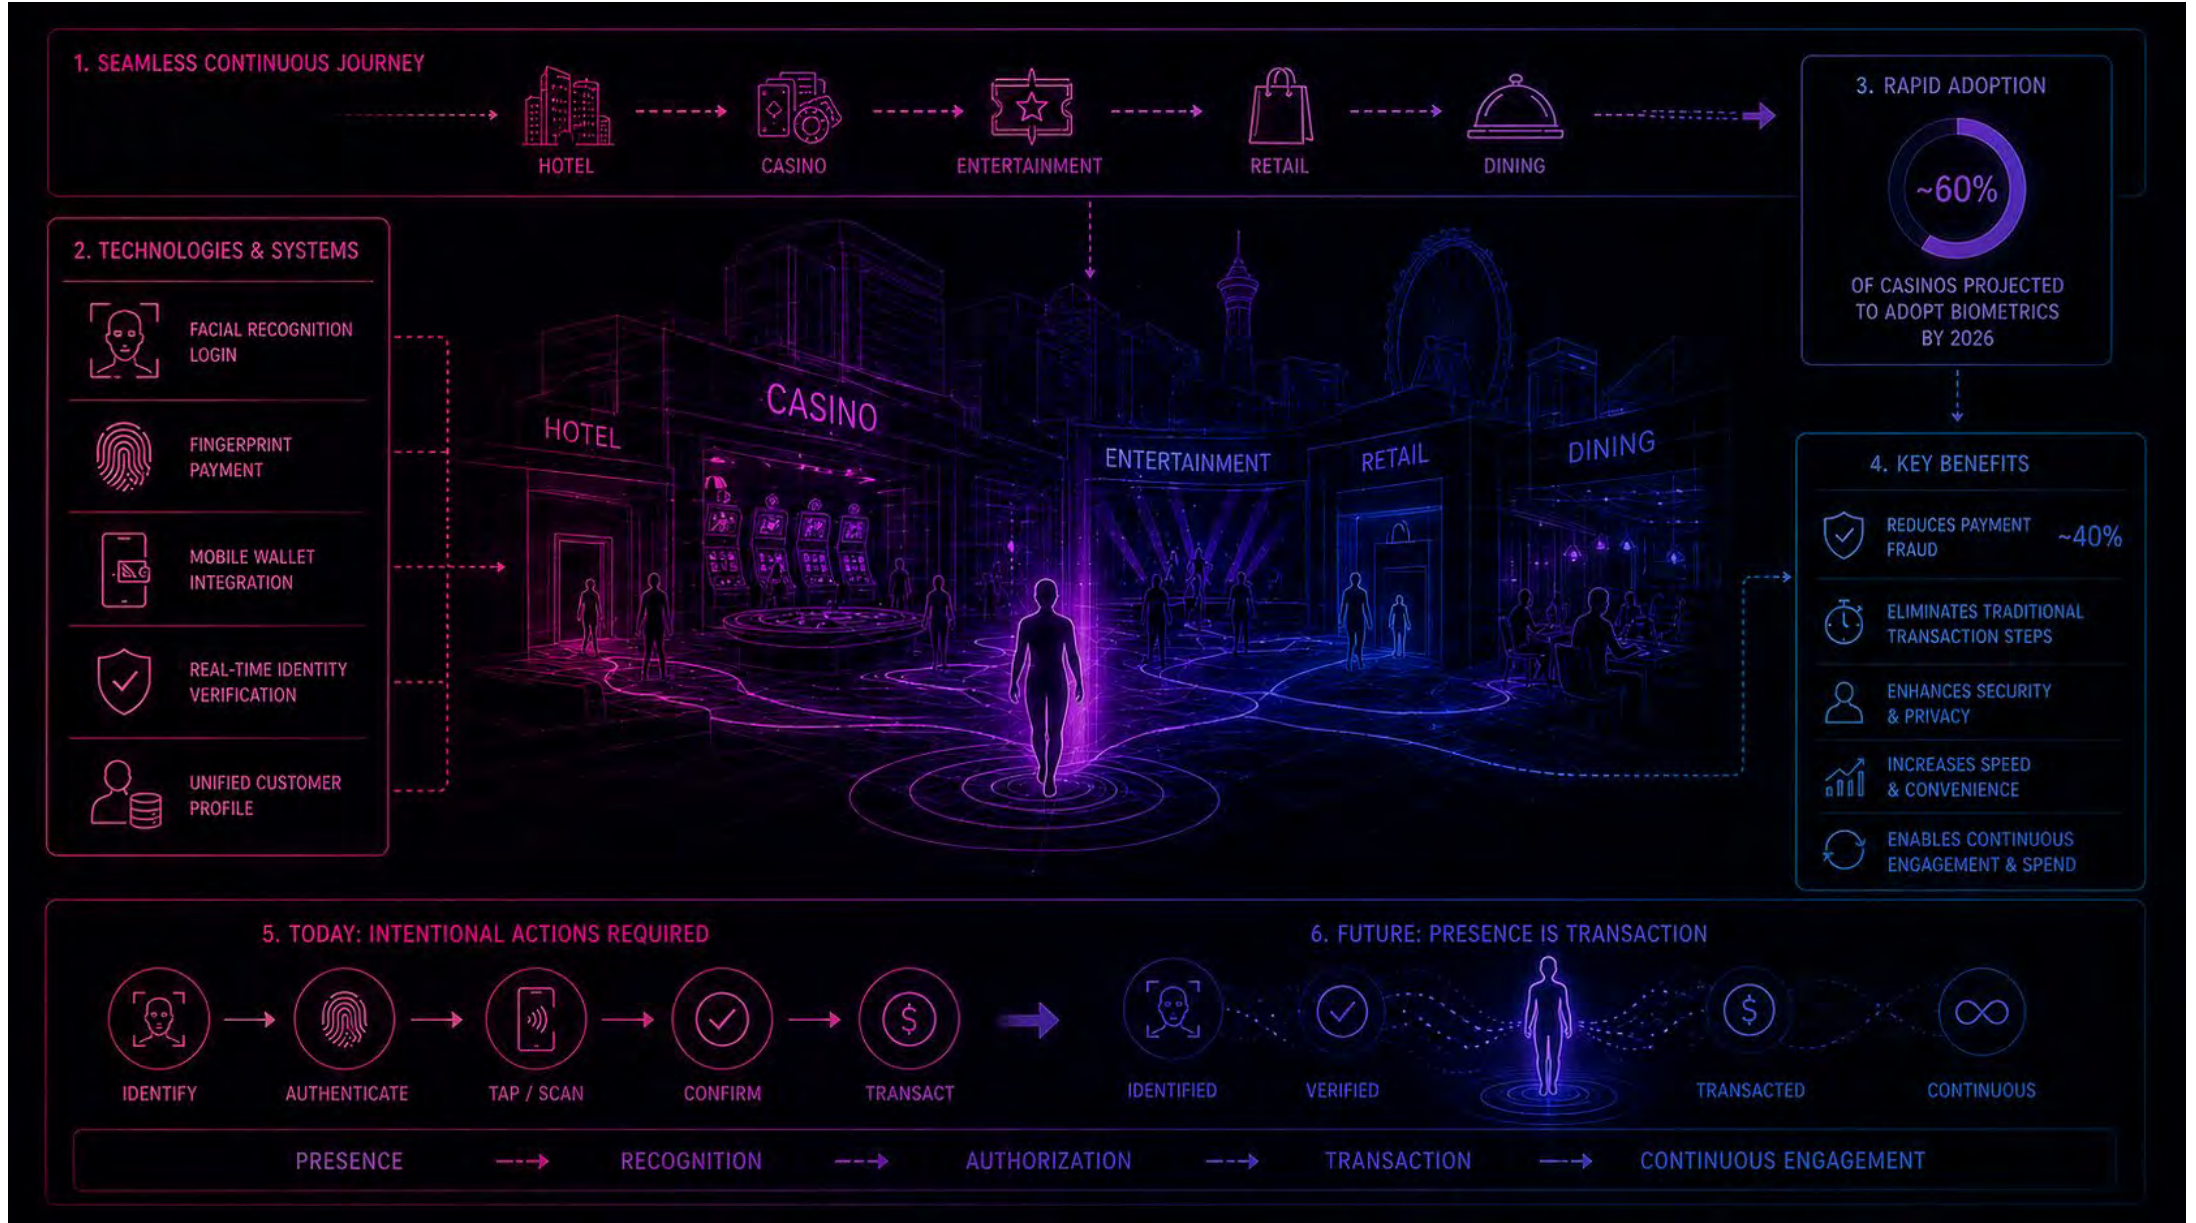 1. SEAMLESS CONTINUOUS JOURNEY
HOTEL
CASINO
ENTERTAINMENT
RETAIL
DINING
2. TECHNOLOGIES & SYSTEMS
FACIAL RECOGNITION
LOGIN
FINGERPRINT
PAYMENT
MOBILE WALLET
INTEGRATION
REAL-TIME IDENTITY
VERIFICATION
UNIFIED CUSTOMER
PROFILE
HOTEL
CASINO
ENTERTAINMENT
RETAIL
DINING
3. RAPID ADOPTION
~60%
OF CASINOS PROJECTED
TO ADOPT BIOMETRICS
BY 2026
4. KEY BENEFITS
REDUCES PAYMENT
FRAUD
~40%
ELIMINATES TRADITIONAL
TRANSACTION STEPS
ENHANCES SECURITY
& PRIVACY
INCREASES SPEED
& CONVENIENCE
ENABLES CONTINUOUS
ENGAGEMENT & SPEND
5. TODAY: INTENTIONAL ACTIONS REQUIRED
$
IDENTIFY
AUTHENTICATE
TAP / SCAN
CONFIRM
TRANSACT
6. FUTURE: PRESENCE IS TRANSACTION
$
IDENTIFIED
VERIFIED
TRANSACTED
CONTINUOUS
PRESENCE
RECOGNITION
AUTHORIZATION
TRANSACTION
CONTINUOUS ENGAGEMENT